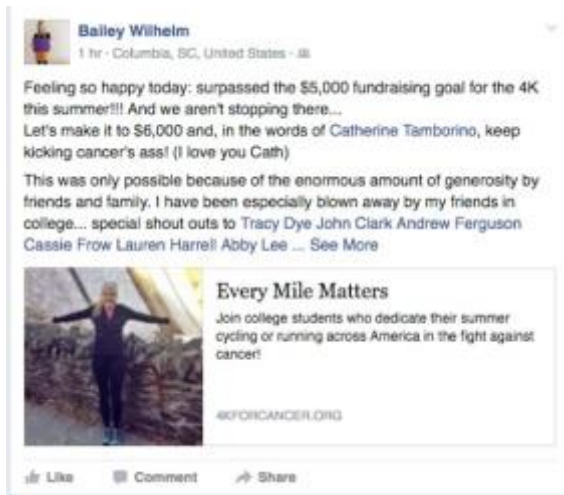 Bailey Wilhelm
1 hr · Columbia, SC, United States ·
Feeling so happy today: surpassed the $5,000 fundraising goal for the 4K
this summer!!! And we aren't stopping there...
Let's make it to $6,000 and, in the words of Catherine Tamborino, keep
kicking cancer's ass! (I love you Cath)
This was only possible because of the enormous amount of generosity by
friends and family. I have been especially blown away by my friends in
college... special shout outs to Tracy Dye John Clark Andrew Ferguson
Cassie Frow Lauren Harrell Abby Lee ... See More
Every Mile Matters
Join college students who dedicate their summer
cycling or running across America in the fight against
cancer!
4KFORCANCER.ORG
Like Comment Share